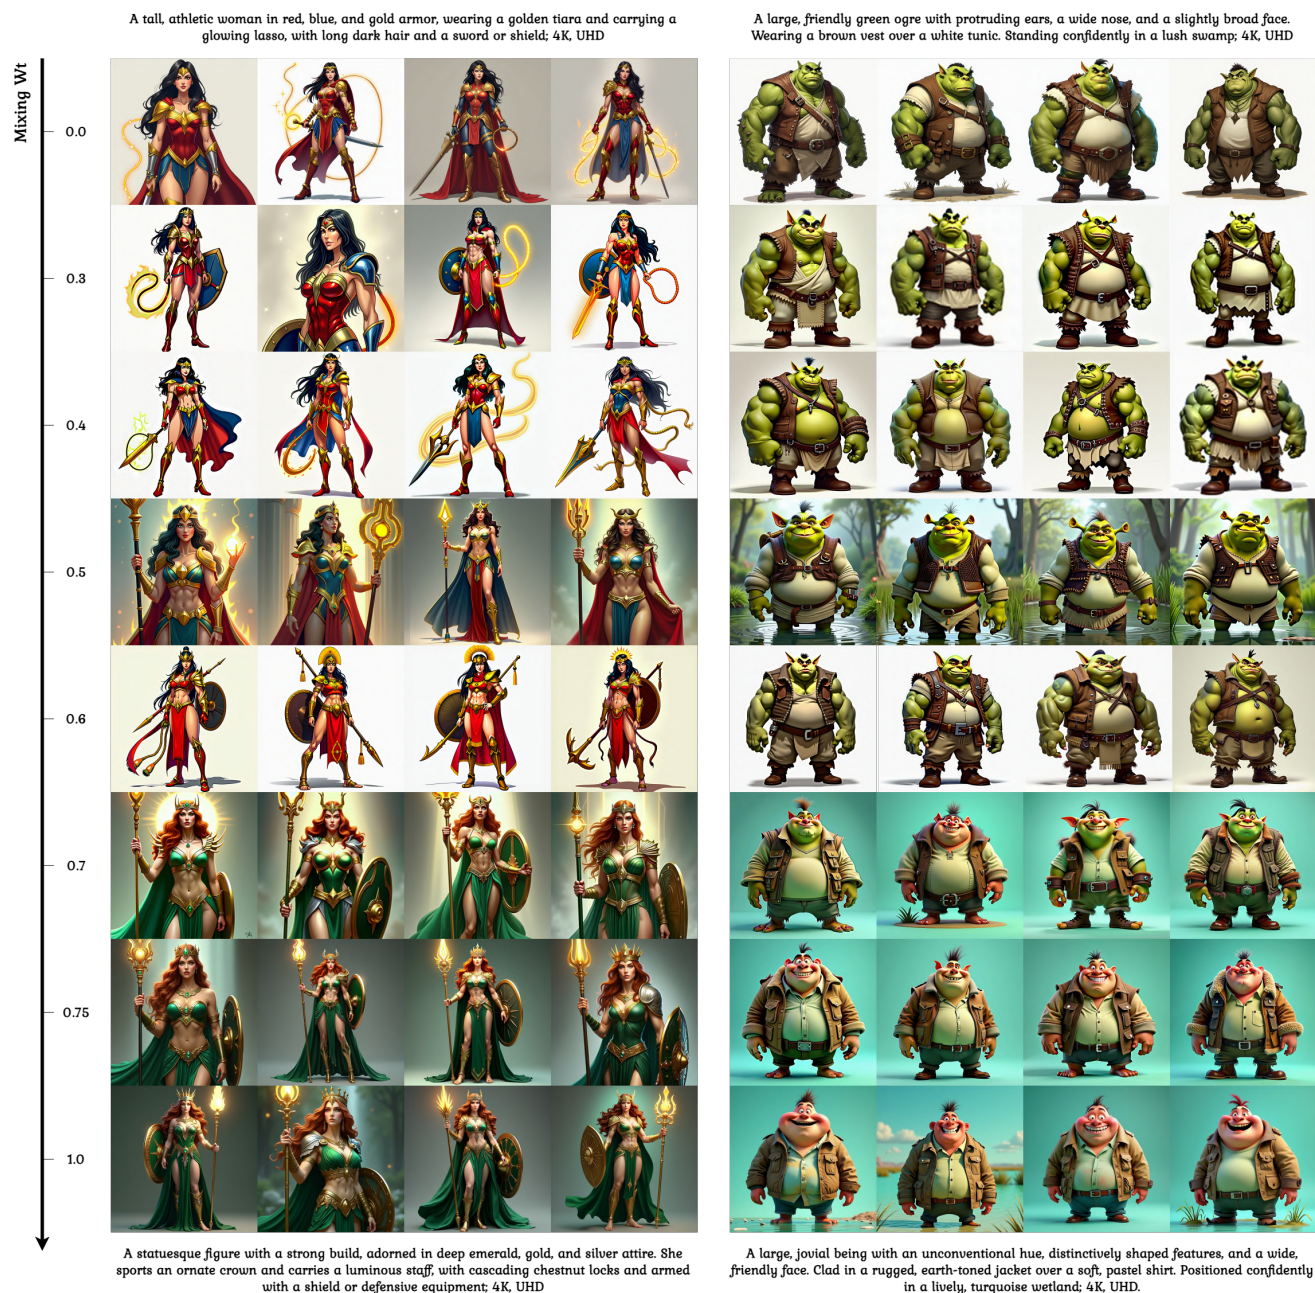 A tall, athletic woman in red, blue, and gold armor, wearing a golden tiara and carrying a
glowing lasso, with long dark hair and a sword or shield; 4K, UHD
A large, friendly green ogre with protruding ears, a wide nose, and a slightly broad face.
Wearing a brown vest over a white tunic. Standing confidently in a lush swamp; 4K, UHD
Mixing Wt
0.0
0.3
0.4
0.5
0.6
0.7
0.75
1.0
A statuesque figure with a strong build, adorned in deep emerald, gold, and silver attire. She
sports an ornate crown and carries a luminous staff, with cascading chestnut locks and armed
with a shield or defensive equipment; 4K, UHD
A large, jovial being with an unconventional hue, distinctively shaped features, and a wide,
friendly face. Clad in a rugged, earth-toned jacket over a soft, pastel shirt. Positioned confidently
in a lively, turquoise wetland; 4K, UHD.